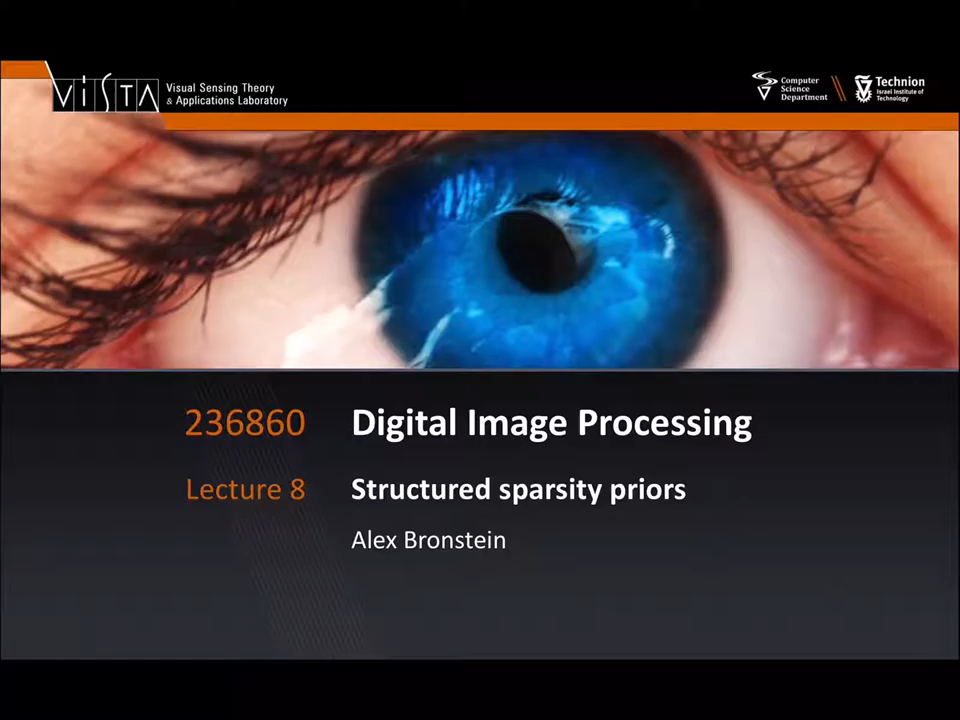 ViSTA
Visual Sensing Theory
& Applications Laboratory
Computer
Science
Department
Technion
Israel Institute of
Technology
236860 Digital Image Processing
Lecture 8 Structured sparsity priors
Alex Bronstein